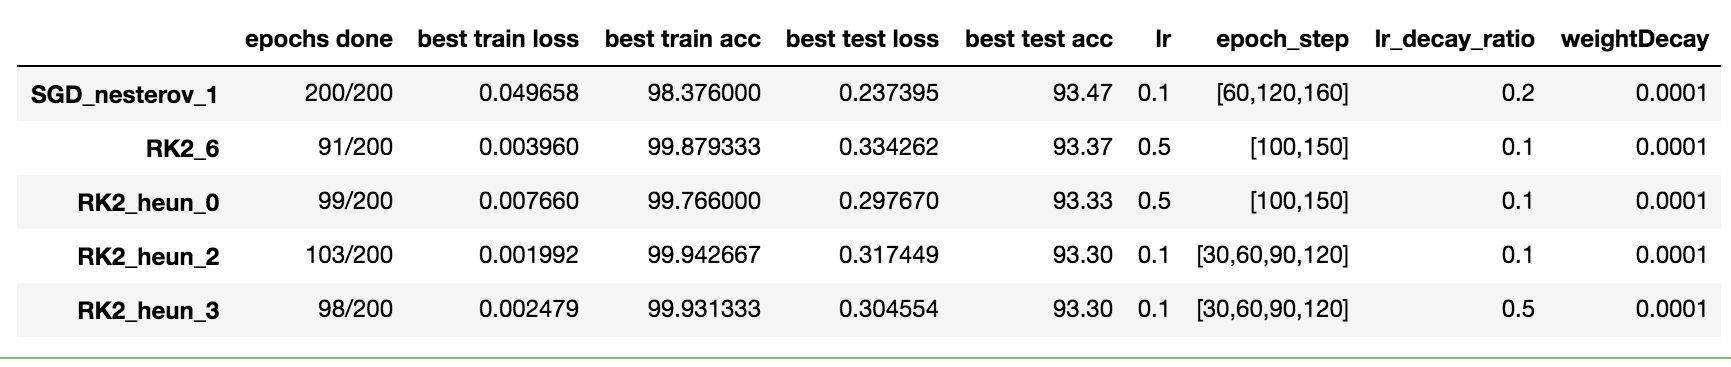 epochs done best train loss best train acc best test loss best test acc lr epoch_step lr_decay_ratio weightDecay
SGD_nesterov_1 200/200 0.049658 98.376000 0.237395 93.47 0.1 [60,120,160] 0.2 0.0001
RK2_6 91/200 0.003960 99.879333 0.334262 93.37 0.5 [100,150] 0.1 0.0001
RK2_heun_0 99/200 0.007660 99.766000 0.297670 93.33 0.5 [100,150] 0.1 0.0001
RK2_heun_2 103/200 0.001992 99.942667 0.317449 93.30 0.1 [30,60,90,120] 0.1 0.0001
RK2_heun_3 98/200 0.002479 99.931333 0.304554 93.30 0.1 [30,60,90,120] 0.5 0.0001